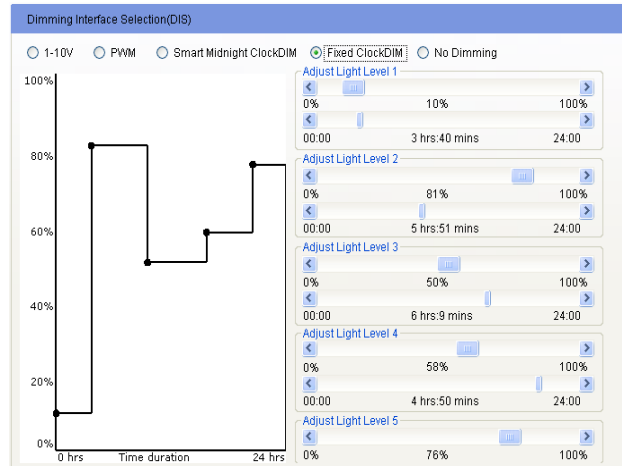 Dimming Interface Selection(DIS)
1-10V PWM Smart Midnight ClockDIM Fixed ClockDIM No Dimming
100%
80%
60%
40%
20%
0%
0 hrs Time duration 24 hrs
Adjust Light Level 1
0% 10% 100%
00:00 3 hrs:40 mins 24:00
Adjust Light Level 2
0% 81% 100%
00:00 5 hrs:51 mins 24:00
Adjust Light Level 3
0% 50% 100%
00:00 6 hrs:9 mins 24:00
Adjust Light Level 4
0% 58% 100%
00:00 4 hrs:50 mins 24:00
Adjust Light Level 5
0% 76% 100%